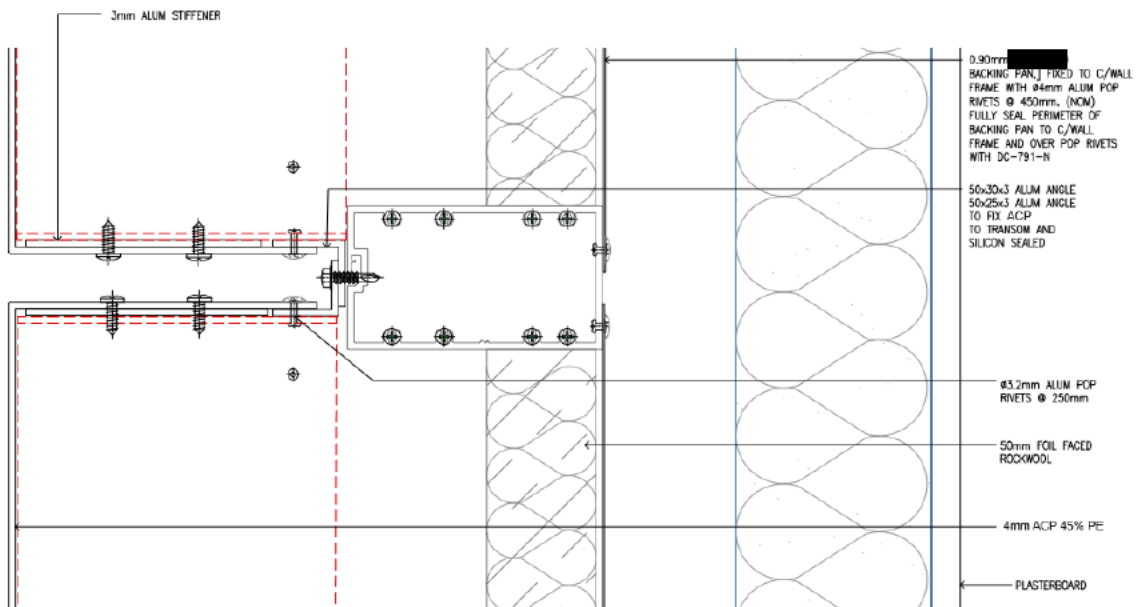 3mm ALUM STIFFENER
0.90mm
BACKING PAN,] FIXED TO C/WALL
FRAME WITH ø4mm ALUM POP
RIVETS @ 450mm. (NOM)
FULLY SEAL PERIMETER OF
BACKING PAN TO C/WALL
FRAME AND OVER POP RIVETS
WITH DC-791-N
50x30x3 ALUM ANGLE
50x25x3 ALUM ANGLE
TO FIX ACP
TO TRANSOM AND
SILICON SEALED
ø3.2mm ALUM POP
RIVETS @ 250mm
50mm FOIL FACED
ROCKWOOL
4mm ACP 45% PE
PLASTERBOARD